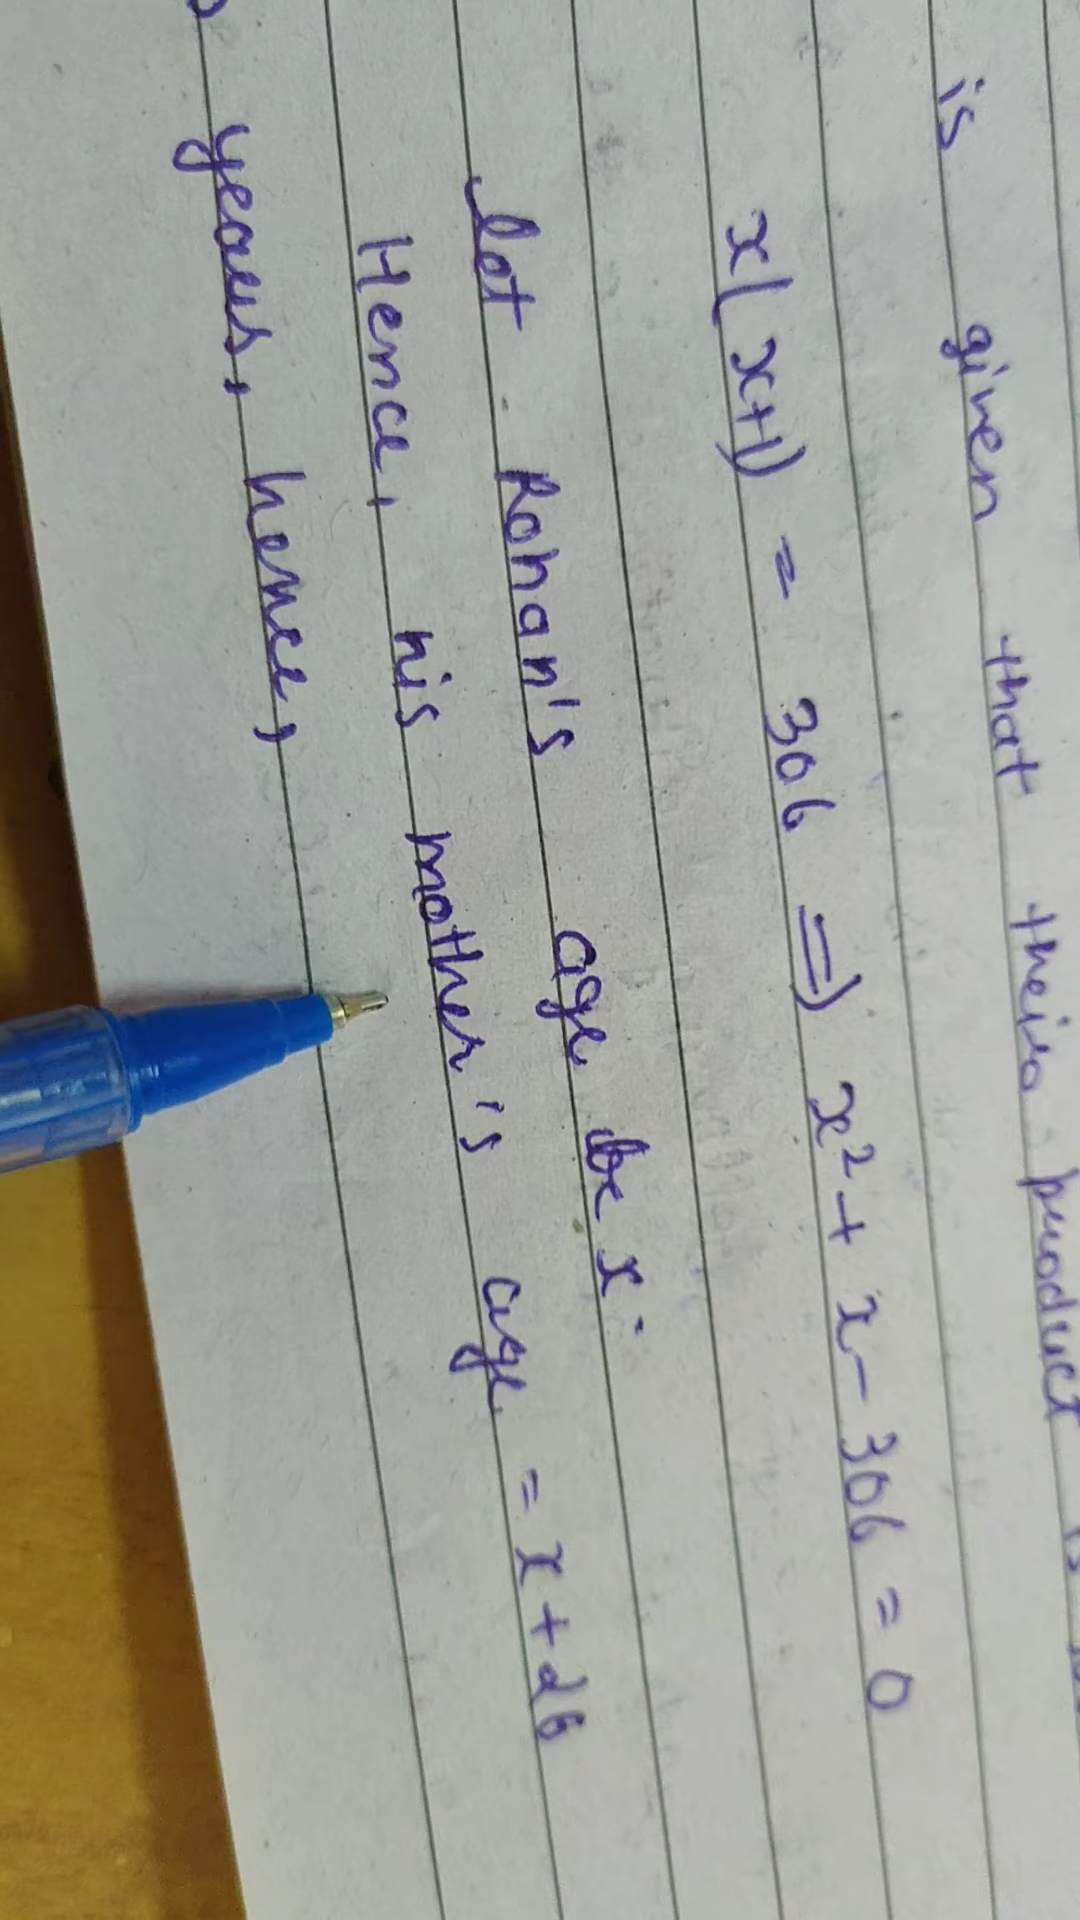 is given that their product is
x(x+1) = 306 ⇒ x² + x - 306 = 0
Let Rohan's age be x.
Hence, his mother's age = x + 26
years, hence,